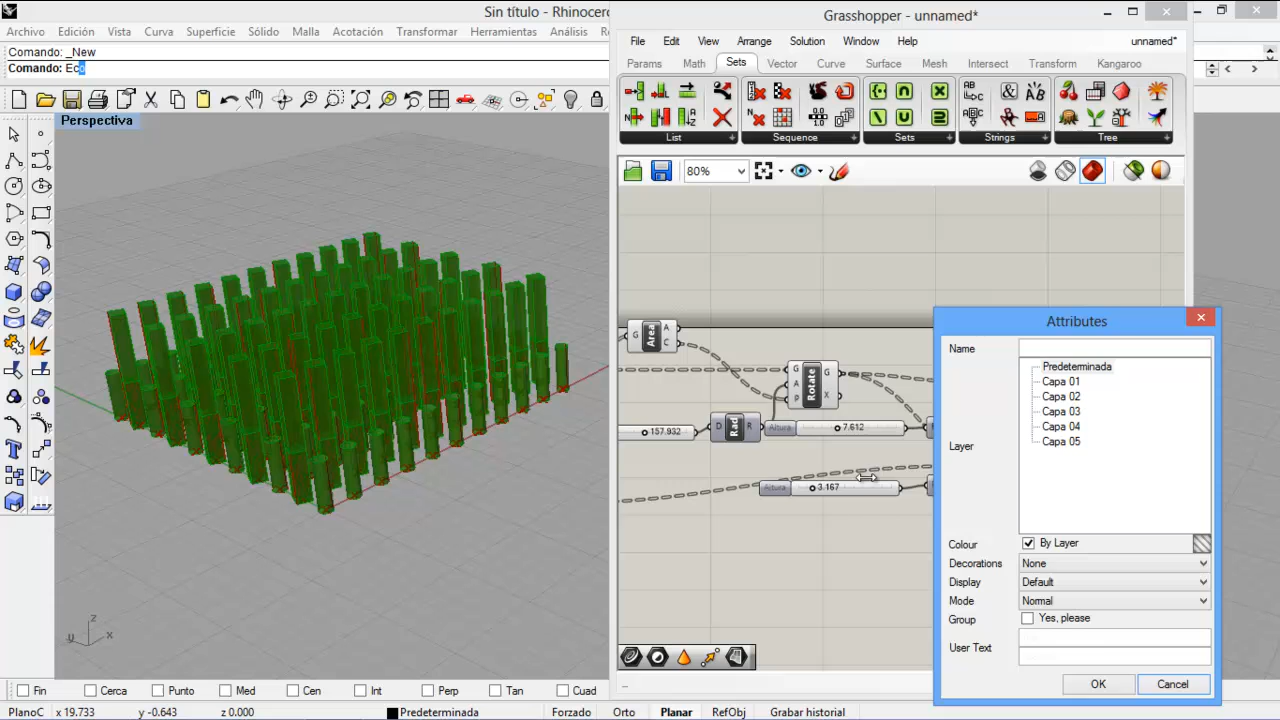 Sin título - Rhinocero
Grasshopper - unnamed*
Archivo Edición Vista Curva Superficie Sólido Malla Acotación Transformar Herramientas Análisis Re
File Edit View Arrange Solution Window Help unnamed*
Comando: _New
Comando: Eco
Params Math Sets Vector Curve Surface Mesh Intersect Transform Kangaroo
List Sequence Sets Strings Tree
Perspectiva
80%
G Area A C
G A P Rotate G X
157.932 D Rad R Altura 7.612
Altura 3.167
Attributes
Name
Predeterminada
Capa 01
Capa 02
Capa 03
Capa 04
Capa 05
Layer
Colour By Layer
Decorations None
Display Default
Mode Normal
Group Yes, please
User Text
OK Cancel
z
y x
Fin Cerca Punto Med Cen Int Perp Tan Cuad
PlanoC x 19.733 y -0.643 z 0.000 Predeterminada Forzado Orto Planar RefObj Grabar historial